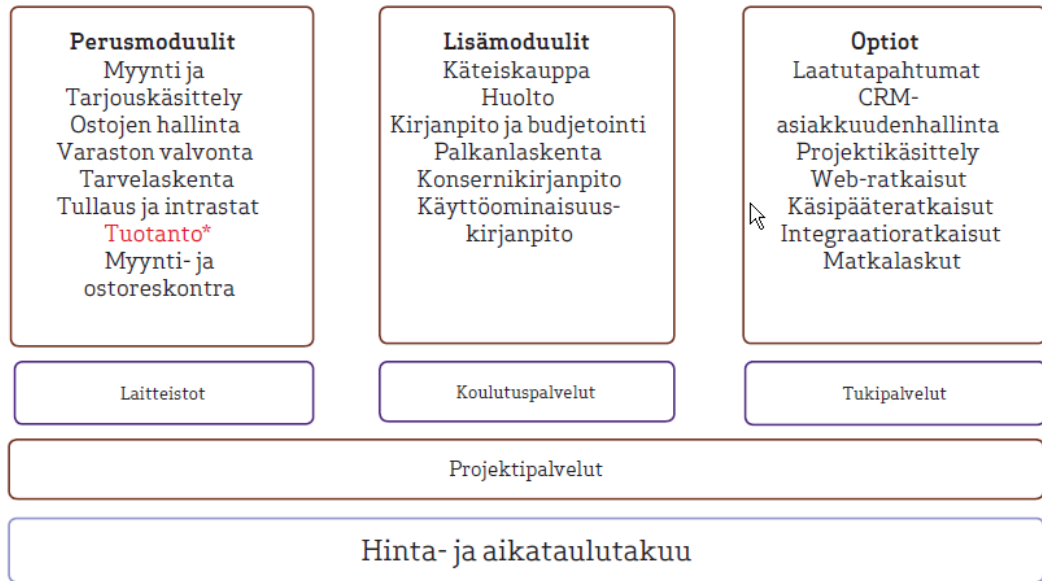 Perusmoduulit
Myynti ja
Tarjouskäsittely
Ostojen hallinta
Varaston valvonta
Tarvelaskenta
Tullaus ja intrastat
Tuotanto*
Myynti- ja
ostoreskontra
Lisämoduulit
Käteiskauppa
Huolto
Kirjanpito ja budjetointi
Palkanlaskenta
Konsernikirjanpito
Käyttöominaisuus-
kirjanpito
Optiot
Laatutapahtumat
CRM-
asiakkuudenhallinta
Projektikäsittely
Web-ratkaisut
Käsipääteratkaisut
Integraatioratkaisut
Matkalaskut
Laitteistot
Koulutuspalvelut
Tukipalvelut
Projektipalvelut
Hinta- ja aikataulutakuu